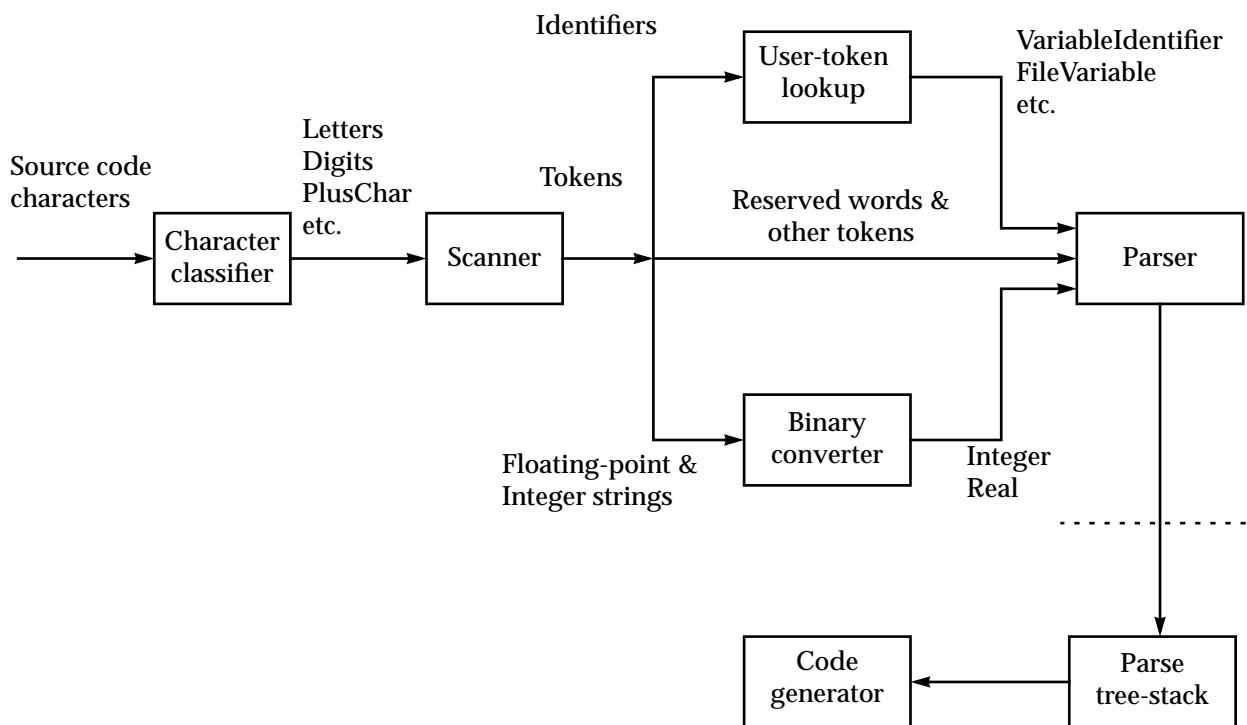 Identifiers
User-token
lookup
VariableIdentifier
FileVariable
etc.
Source code
characters
Letters
Digits
PlusChar
etc.
Tokens
Reserved words &
other tokens
Character
classifier
Scanner
Parser
Floating-point &
Integer strings
Binary
converter
Integer
Real
Code
generator
Parse
tree-stack